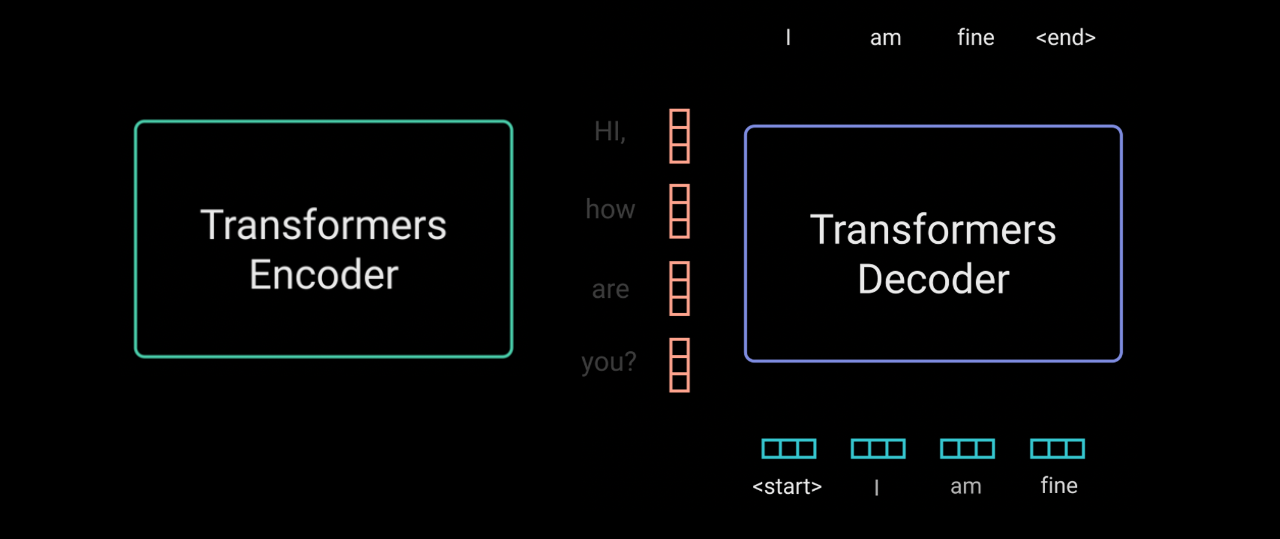 Transformers
Encoder
HI,
how
are
you?
I am fine <end>
Transformers
Decoder
<start> I am fine